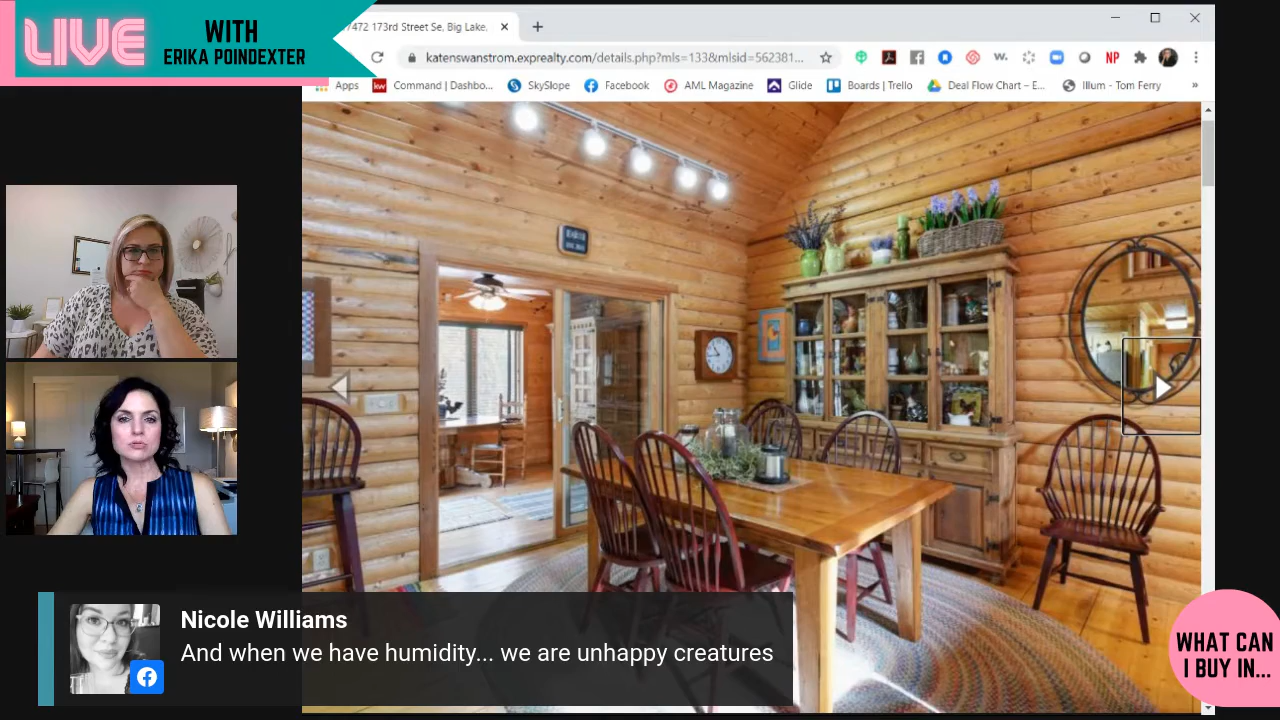 LIVE
WITH
ERIKA POINDEXTER
7472 173rd Street Se, Big Lake,
katenswanstrom.exprealty.com/details.php?mls=133&mlsid=562381...
W.
NP
Apps
kw Command | Dashbo...
SkySlope
Facebook
AML Magazine
Glide
Boards | Trello
Deal Flow Chart – E...
Illum - Tom Ferry
»
Nicole Williams
And when we have humidity... we are unhappy creatures
WHAT CAN
I BUY IN...